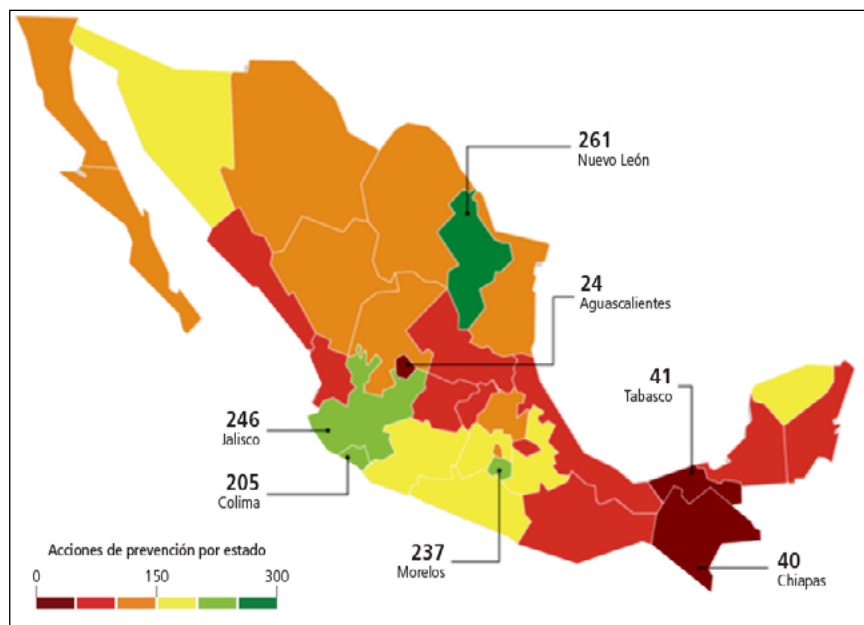 261
Nuevo León
24
Aguascalientes
41
Tabasco
246
Jalisco
205
Colima
237
Morelos
40
Chiapas
Acciones de prevención por estado
0 150 300